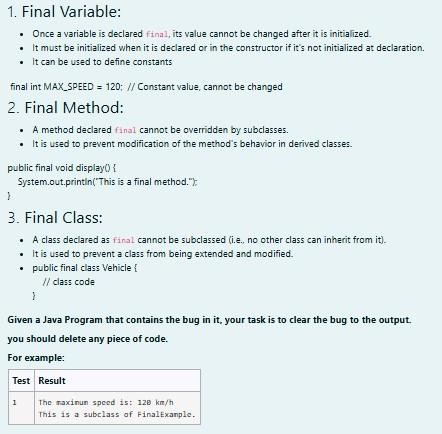 1. Final Variable:
• Once a variable is declared final, its value cannot be changed after it is initialized.
• It must be initialized when it is declared or in the constructor if it's not initialized at declaration.
• It can be used to define constants
final int MAX_SPEED = 120; // Constant value, cannot be changed
2. Final Method:
• A method declared final cannot be overridden by subclasses.
• It is used to prevent modification of the method's behavior in derived classes.
public final void display() {
System.out.println("This is a final method.");
}
3. Final Class:
• A class declared as final cannot be subclassed (i.e., no other class can inherit from it).
• It is used to prevent a class from being extended and modified.
• public final class Vehicle {
// class code
}
Given a Java Program that contains the bug in it, your task is to clear the bug to the output.
you should delete any piece of code.
For example:
Test Result
1 The maximum speed is: 120 km/h
This is a subclass of FinalExample.